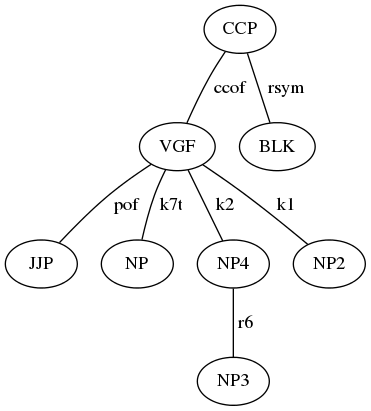 CCP
ccof rsym
VGF BLK
pof k7t k2 k1
JJP NP NP4 NP2
r6
NP3